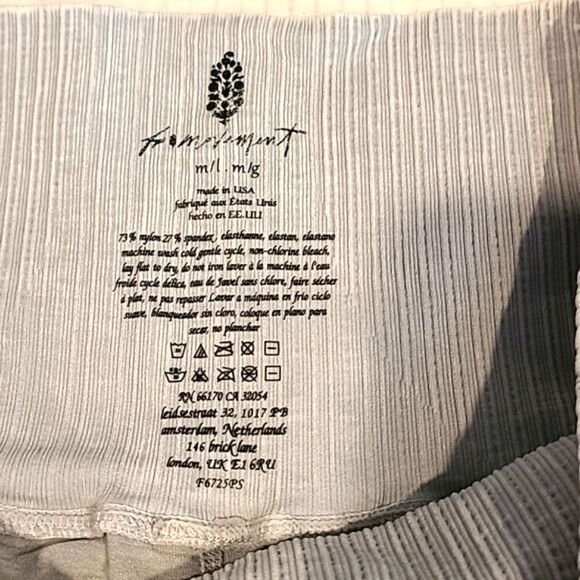 fp movement
m/l . m/g
made in USA
fabriqué aux États Unis
hecho en EE.UU
73% nylon 27% spandex, elasthanne, elastan, elastano
machine wash cold gentle cycle, non-chlorine bleach,
lay flat to dry, do not iron laver à la machine à l'eau
froide cycle délics, eau de Javel sans chlore, faire sécher
à plat, ne pas repasser Lavar a máquina en frío ciclo
suave, blanqueador sin cloro, coloque en plano para
secar, no planchar
RN 66170 CA 32054
leidsestraat 32, 1017 PB
amsterdam, Netherlands
146 brick lane
london, UK E1 6RU
F6725PS